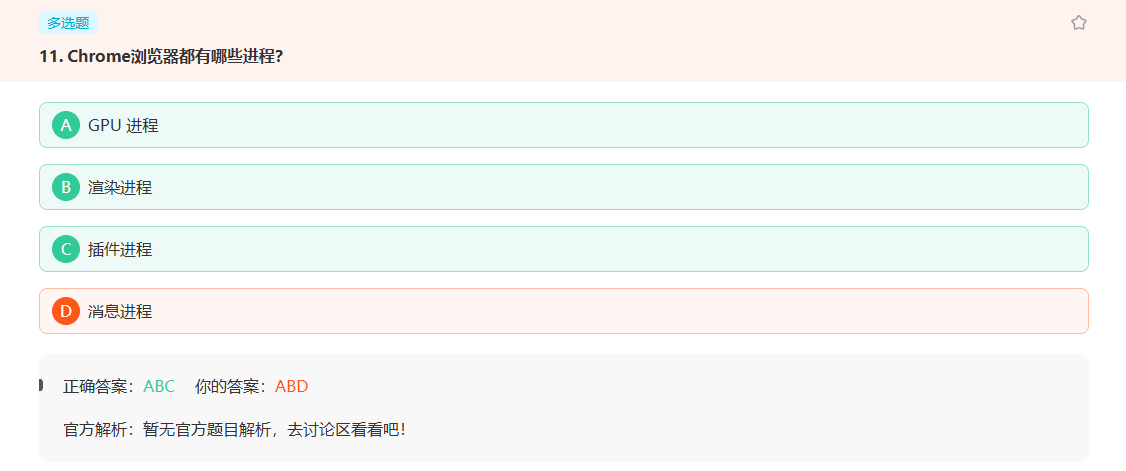 多选题
11. Chrome浏览器都有哪些进程?
A GPU 进程
B 渲染进程
C 插件进程
D 消息进程
正确答案：ABC 你的答案：ABD
官方解析：暂无官方题目解析，去讨论区看看吧！